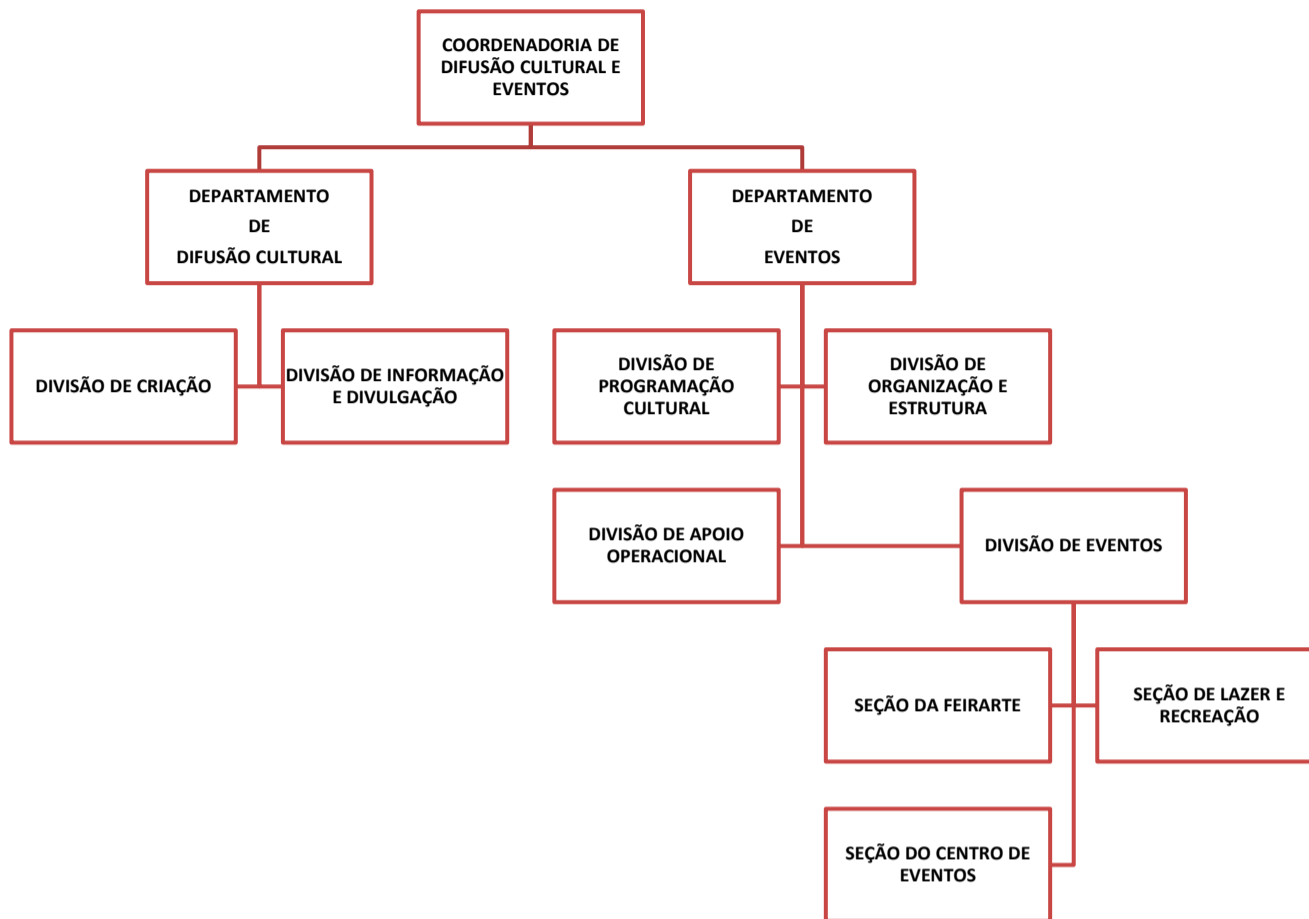 COORDENADORIA DE
DIFUSÃO CULTURAL E
EVENTOS
DEPARTAMENTO
DE
DIFUSÃO CULTURAL
DEPARTAMENTO
DE
EVENTOS
DIVISÃO DE CRIAÇÃO
DIVISÃO DE INFORMAÇÃO
E DIVULGAÇÃO
DIVISÃO DE
PROGRAMAÇÃO
CULTURAL
DIVISÃO DE
ORGANIZAÇÃO E
ESTRUTURA
DIVISÃO DE APOIO
OPERACIONAL
DIVISÃO DE EVENTOS
SEÇÃO DA FEIRARTE
SEÇÃO DE LAZER E
RECREAÇÃO
SEÇÃO DO CENTRO DE
EVENTOS